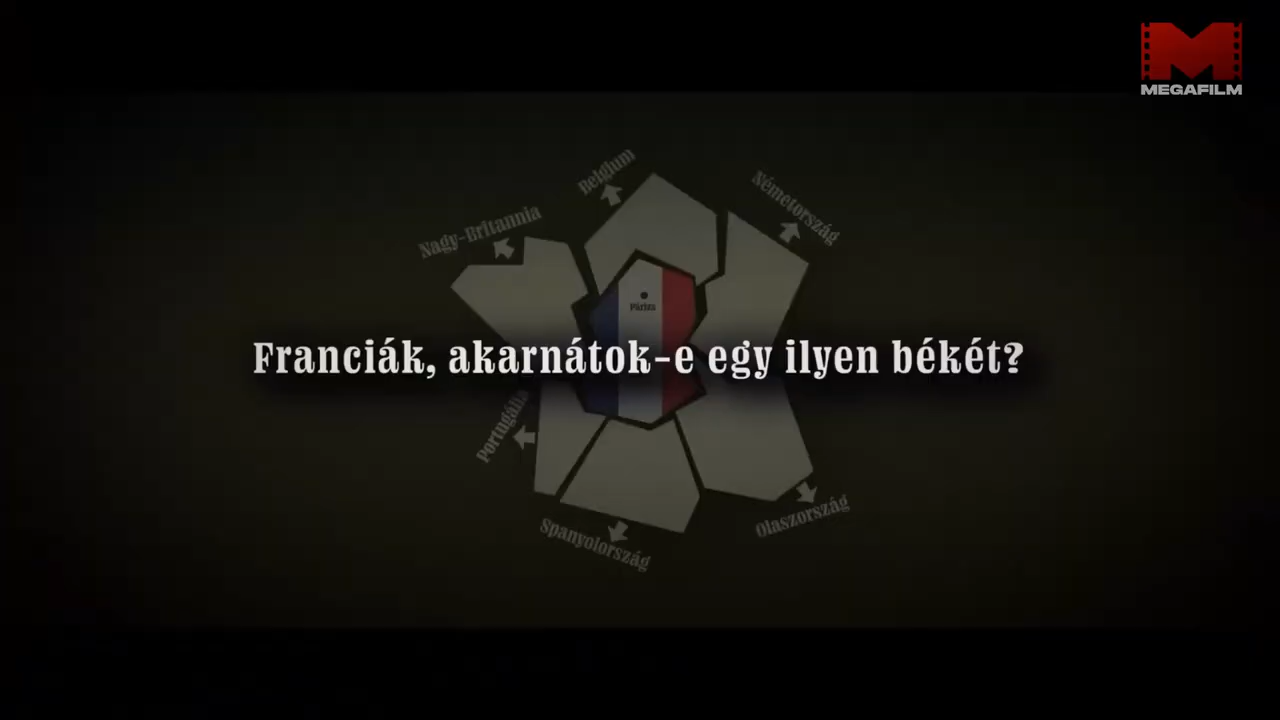 MEGAFILM
Belgium
Németország
Nagy-Britannia
Párizs
Franciák, akarnátok-e egy ilyen békét?
Portugália
Olaszország
Spanyolország